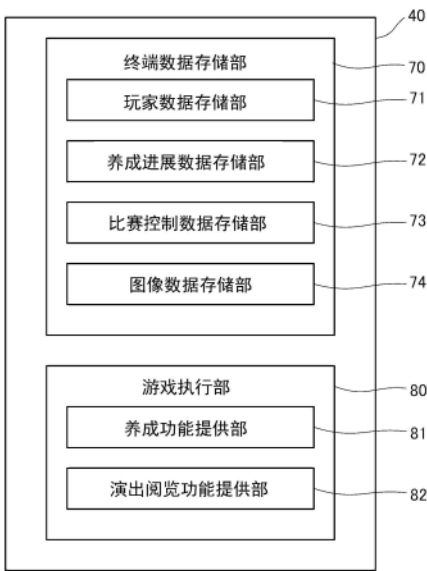 40
终端数据存储部 70
玩家数据存储部 71
养成进展数据存储部 72
比赛控制数据存储部 73
图像数据存储部 74
游戏执行部 80
养成功能提供部 81
演出阅览功能提供部 82